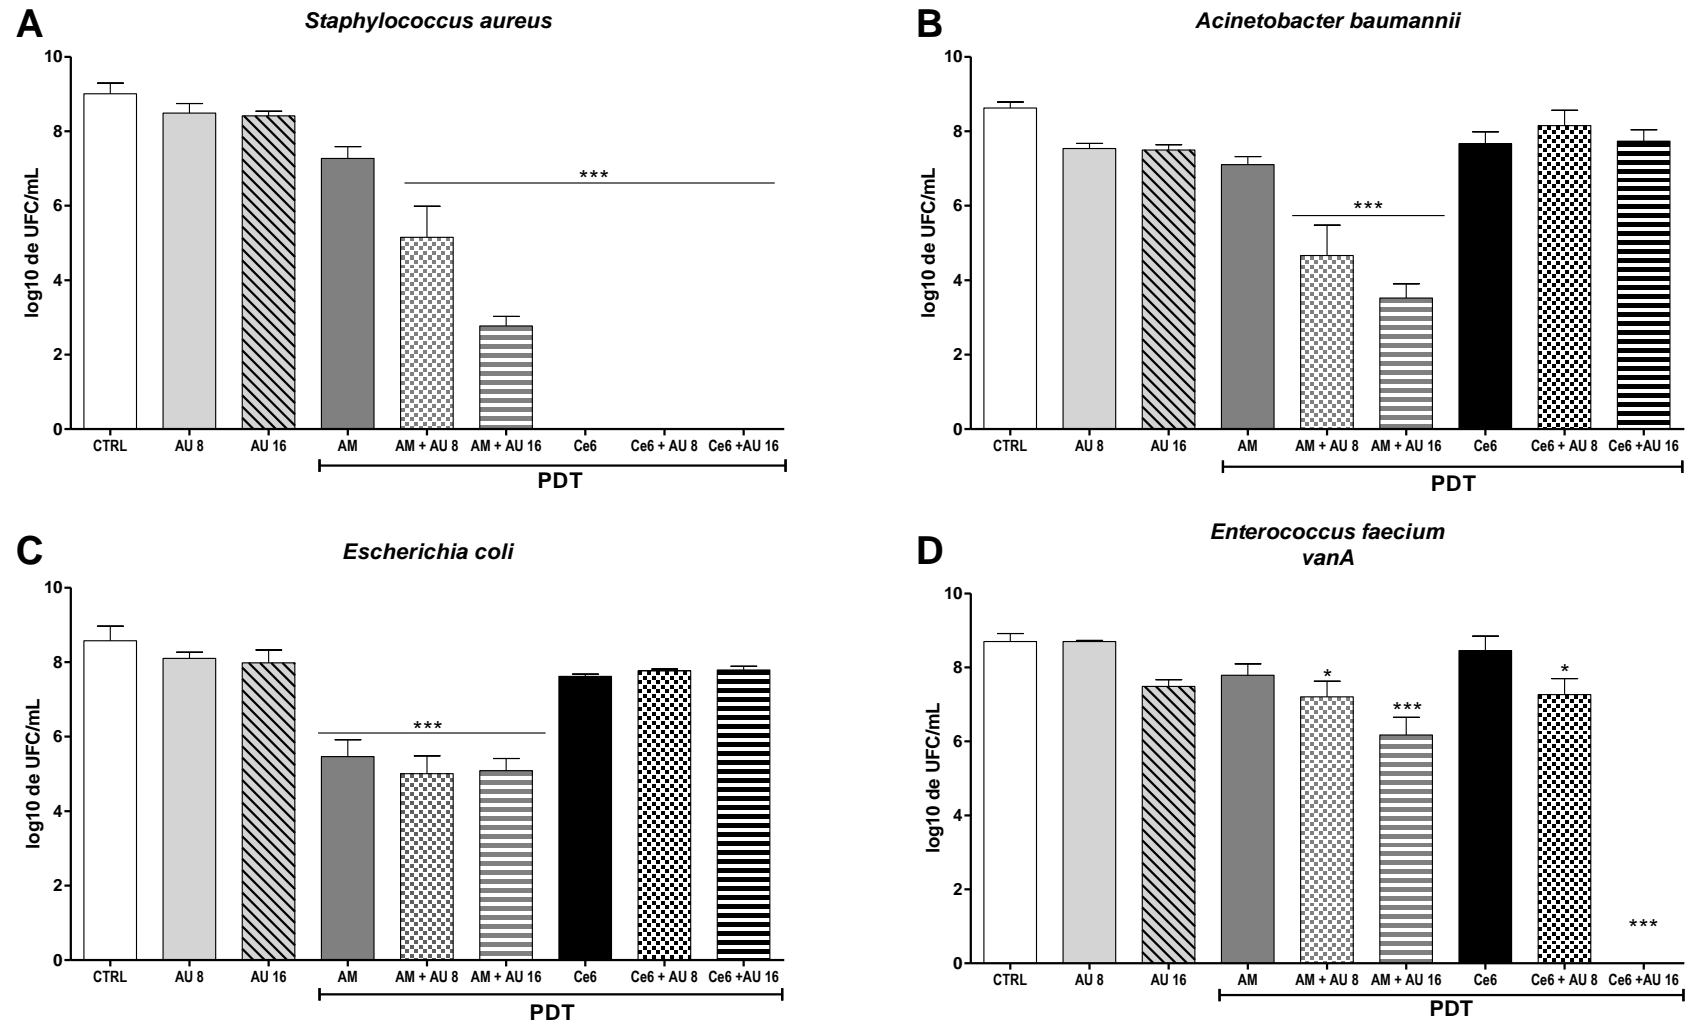 A
Staphylococcus aureus
log10 de UFC/mL
10
8
6
4
2
0
***
CTRL AU 8 AU 16 AM AM + AU 8 AM + AU 16 Ce6 Ce6 + AU 8 Ce6 +AU 16
PDT
B
Acinetobacter baumannii
log10 de UFC/mL
10
8
6
4
2
0
***
CTRL AU 8 AU 16 AM AM + AU 8 AM + AU 16 Ce6 Ce6 + AU 8 Ce6 +AU 16
PDT
C
Escherichia coli
log10 de UFC/mL
10
8
6
4
2
0
***
CTRL AU 8 AU 16 AM AM + AU 8 AM + AU 16 Ce6 Ce6 + AU 8 Ce6 +AU 16
PDT
D
Enterococcus faecium
vanA
log10 de UFC/mL
10
8
6
4
2
0
* *** * ***
CTRL AU 8 AU 16 AM AM + AU 8 AM + AU 16 Ce6 Ce6 + AU 8 Ce6 +AU 16
PDT